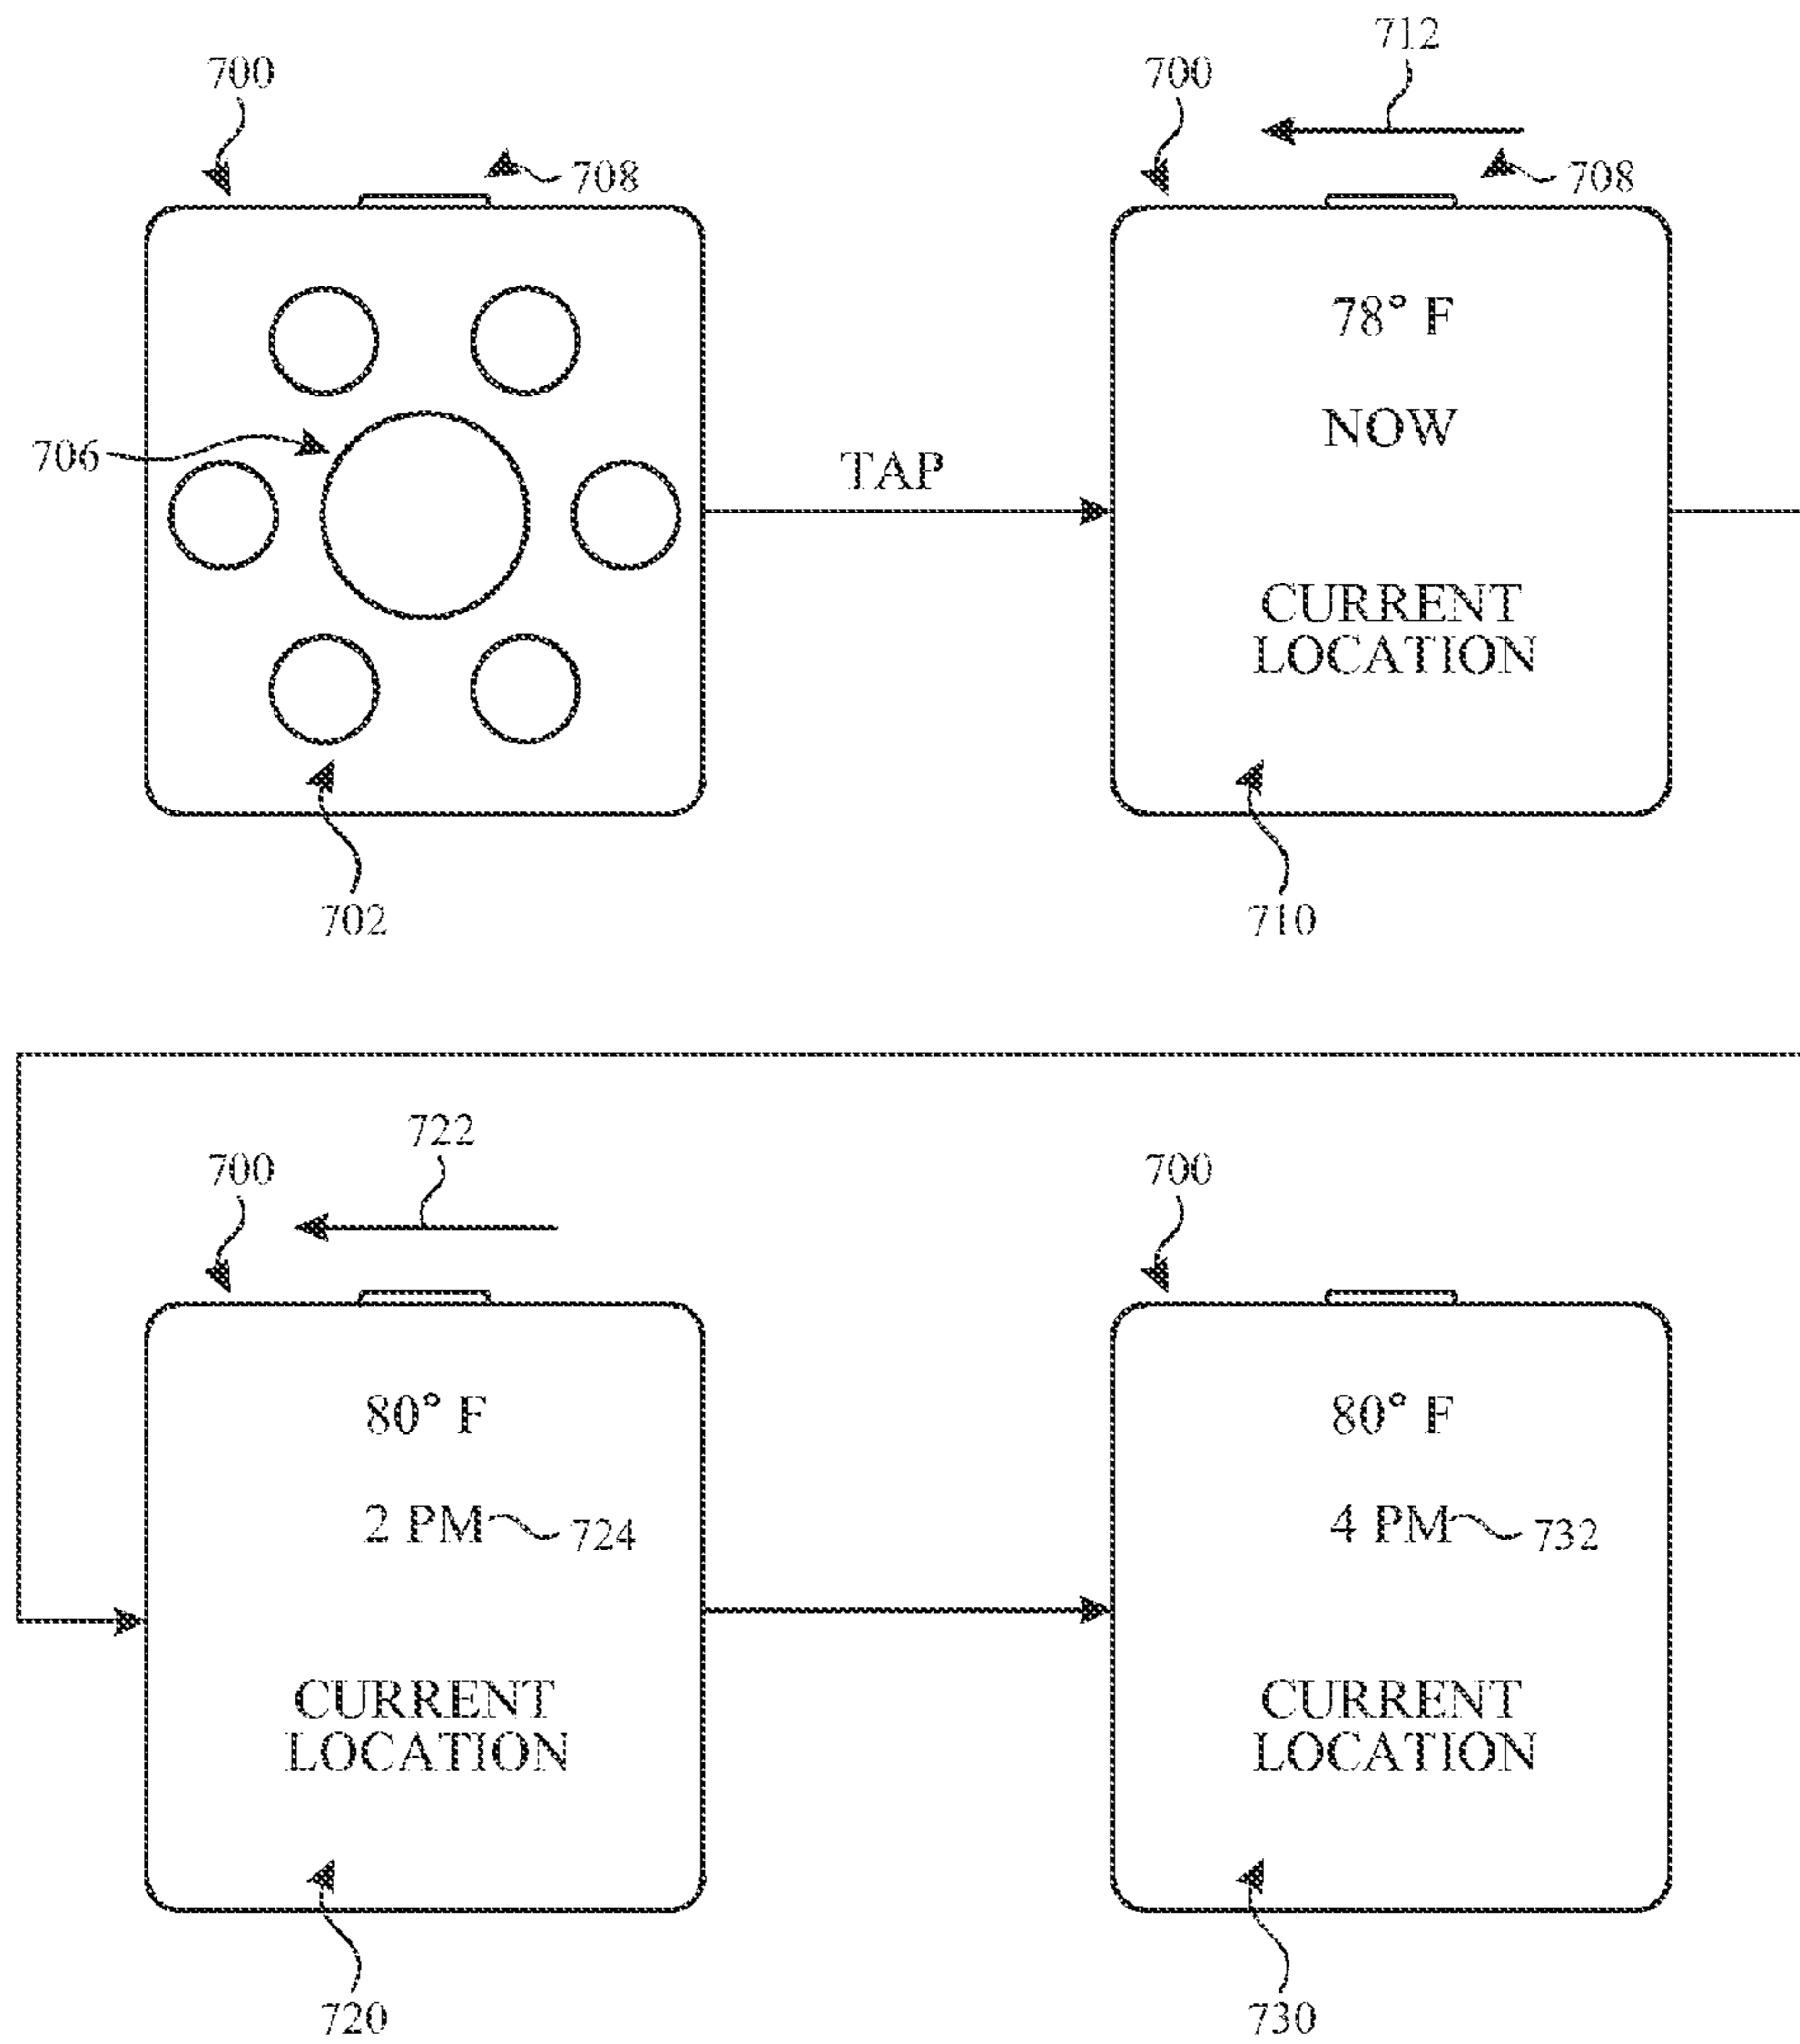 712
700
700
708
708
78° F
NOW
706
TAP
CURRENT
LOCATION
702
710
722
700
700
80° F
80° F
2 PM
724
4 PM
732
CURRENT
LOCATION
CURRENT
LOCATION
720
730